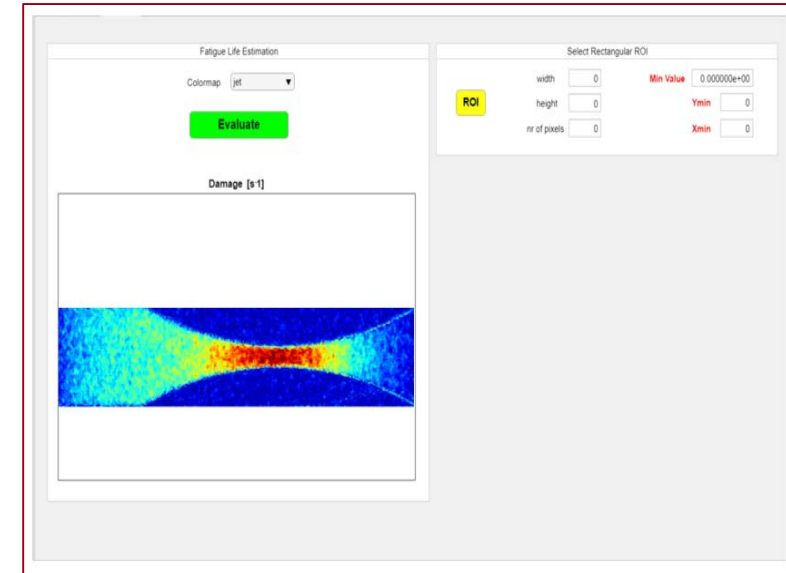 Fatigue Life Estimation
Colormap jet
Evaluate
Damage [s-1]
Select Rectangular ROI
ROI
width 0
height 0
nr of pixels 0
Min Value 0.000000e+00
Ymin 0
Xmin 0